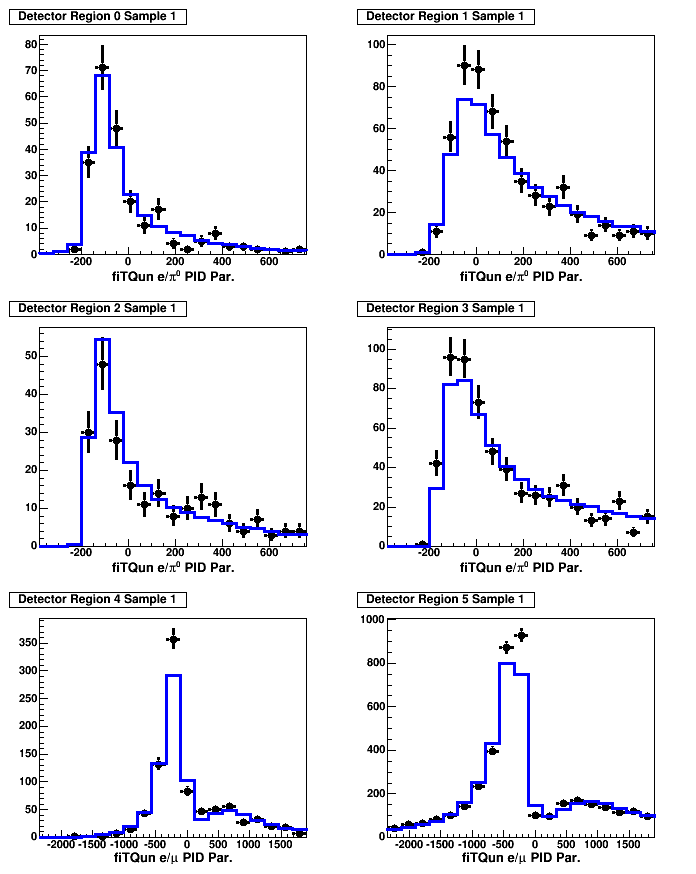 Detector Region 0 Sample 1
80
70
60
50
40
30
20
10
0
-200 0 200 400 600
fiTQun e/π⁰ PID Par.
Detector Region 1 Sample 1
100
80
60
40
20
0
-200 0 200 400 600
fiTQun e/π⁰ PID Par.
Detector Region 2 Sample 1
50
40
30
20
10
0
-200 0 200 400 600
fiTQun e/π⁰ PID Par.
Detector Region 3 Sample 1
100
80
60
40
20
0
-200 0 200 400 600
fiTQun e/π⁰ PID Par.
Detector Region 4 Sample 1
350
300
250
200
150
100
50
0
-2000 -1500 -1000 -500 0 500 1000 1500
fiTQun e/μ PID Par.
Detector Region 5 Sample 1
1000
800
600
400
200
0
-2000 -1500 -1000 -500 0 500 1000 1500
fiTQun e/μ PID Par.